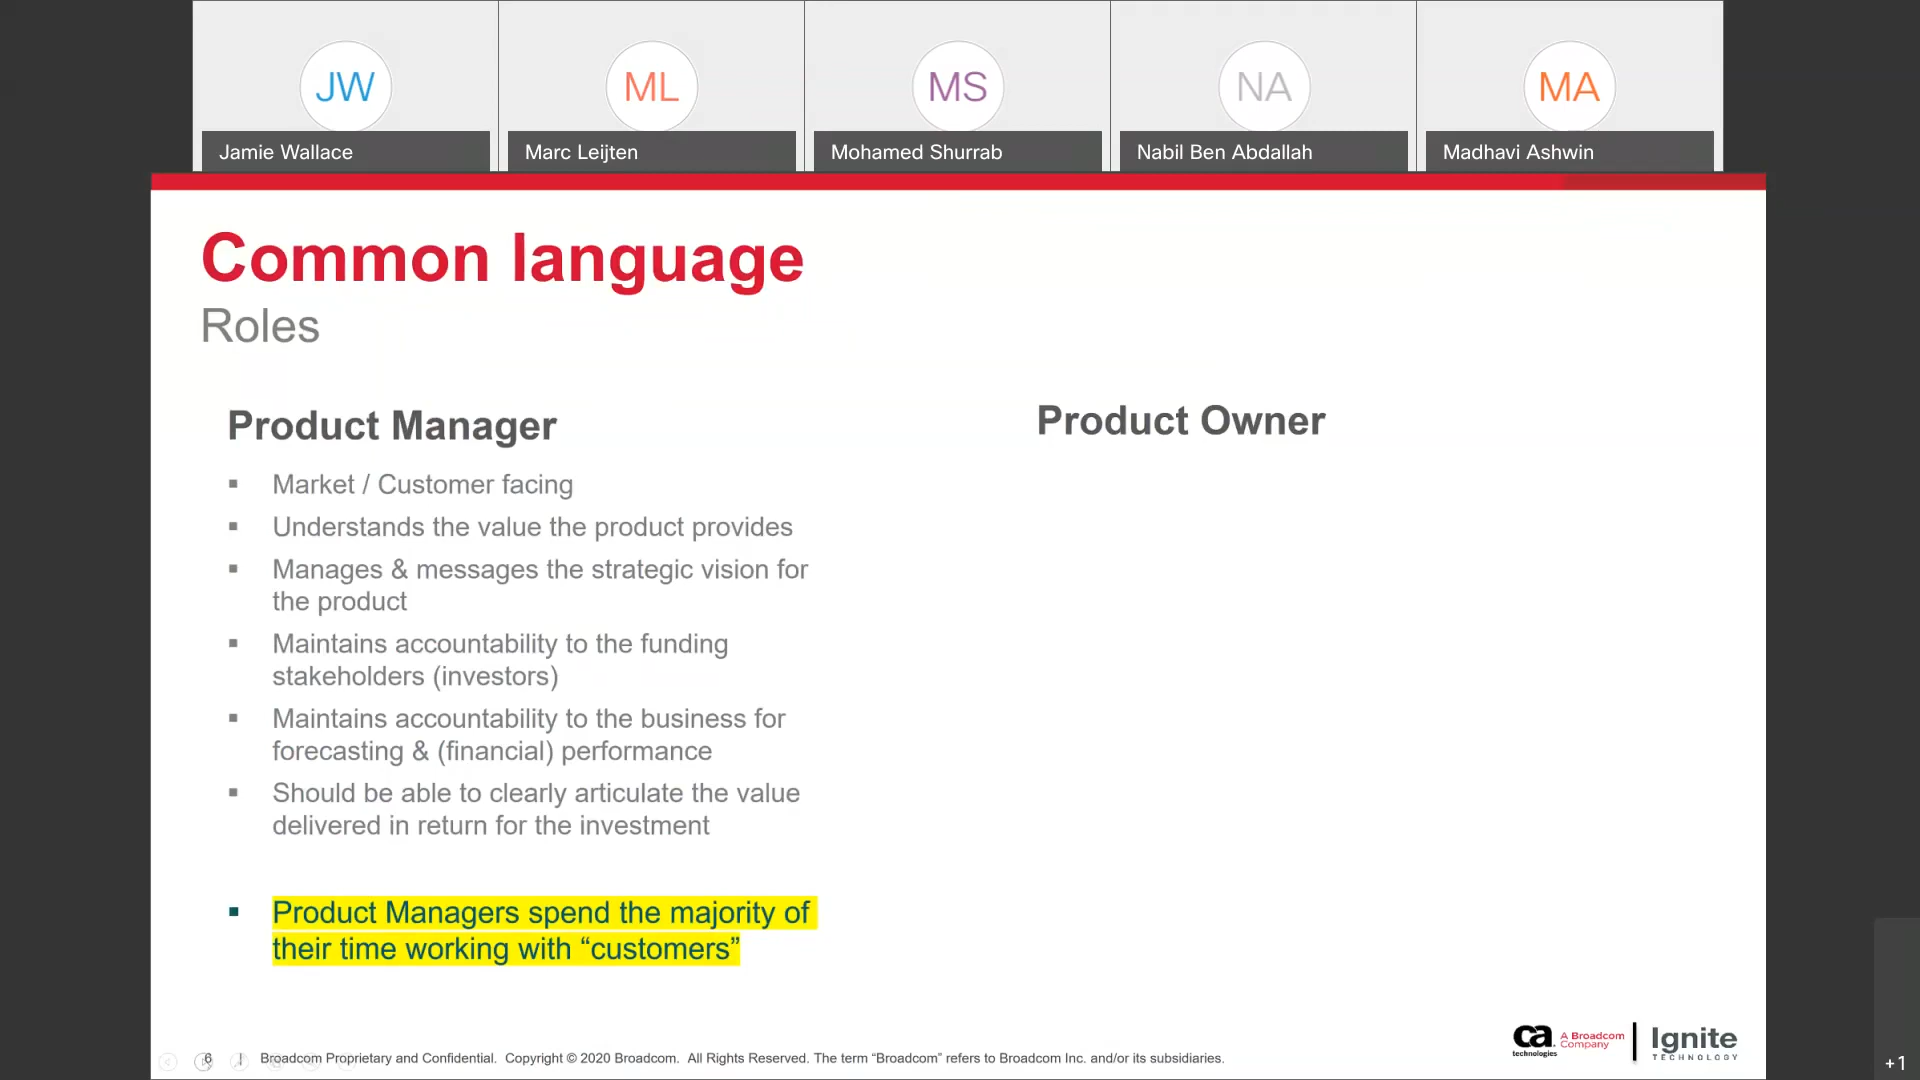 JW
ML
MS
NA
MA
Jamie Wallace
Marc Leijten
Mohamed Shurrab
Nabil Ben Abdallah
Madhavi Ashwin
Common language
Roles
Product Manager
▪ Market / Customer facing
▪ Understands the value the product provides
▪ Manages & messages the strategic vision for
the product
▪ Maintains accountability to the funding
stakeholders (investors)
▪ Maintains accountability to the business for
forecasting & (financial) performance
▪ Should be able to clearly articulate the value
delivered in return for the investment
▪ Product Managers spend the majority of
their time working with “customers”
Product Owner
6 | Broadcom Proprietary and Confidential. Copyright © 2020 Broadcom. All Rights Reserved. The term “Broadcom” refers to Broadcom Inc. and/or its subsidiaries.
ca
technologies
A Broadcom
Company
Ignite
TECHNOLOGY
+1